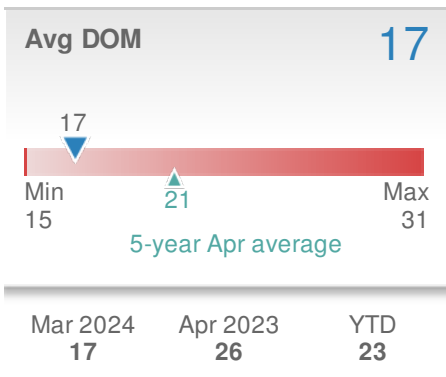 Avg DOM 17
17
Min 21 Max
15 31
5-year Apr average
Mar 2024 Apr 2023 YTD
17 26 23